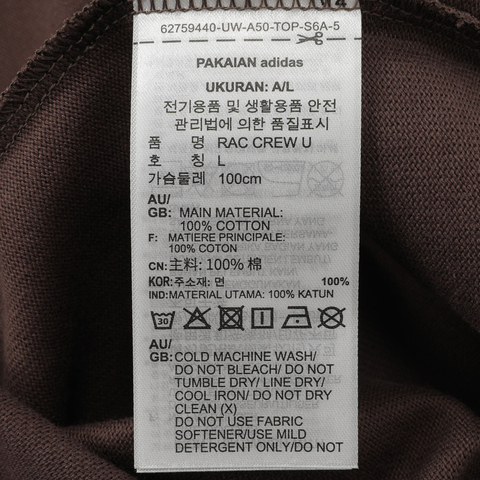 62759440-UW-A50-TOP-S6A-5
PAKAIAN adidas
UKURAN: A/L
전기용품 및 생활용품 안전
관리법에 의한 품질표시
품 명 RAC CREW U
호 칭 L
가슴둘레 100cm
AU/
GB: MAIN MATERIAL:
100% COTTON
F: MATIERE PRINCIPALE:
100% COTON
CN: 主料: 100% 棉
KOR: 주소재: 면 100%
IND: MATERIAL UTAMA: 100% KATUN
30
AU/
GB: COLD MACHINE WASH/
DO NOT BLEACH/ DO NOT
TUMBLE DRY/ LINE DRY/
COOL IRON/ DO NOT DRY
CLEAN (X)
DO NOT USE FABRIC
SOFTENER/USE MILD
DETERGENT ONLY/DO NOT